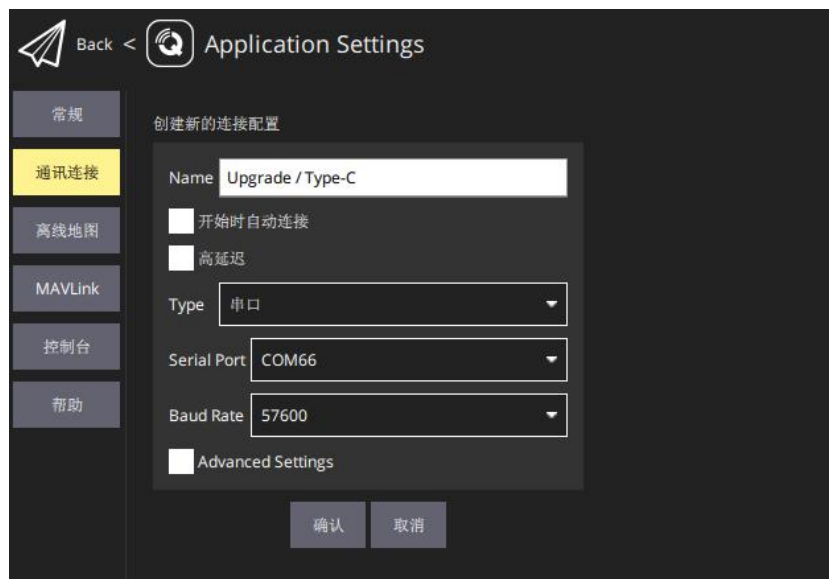 Back < Application Settings
常规
通讯连接
离线地图
MAVLink
控制台
帮助
创建新的连接配置
Name Upgrade / Type-C
开始时自动连接
高延迟
Type 串口
Serial Port COM66
Baud Rate 57600
Advanced Settings
确认 取消